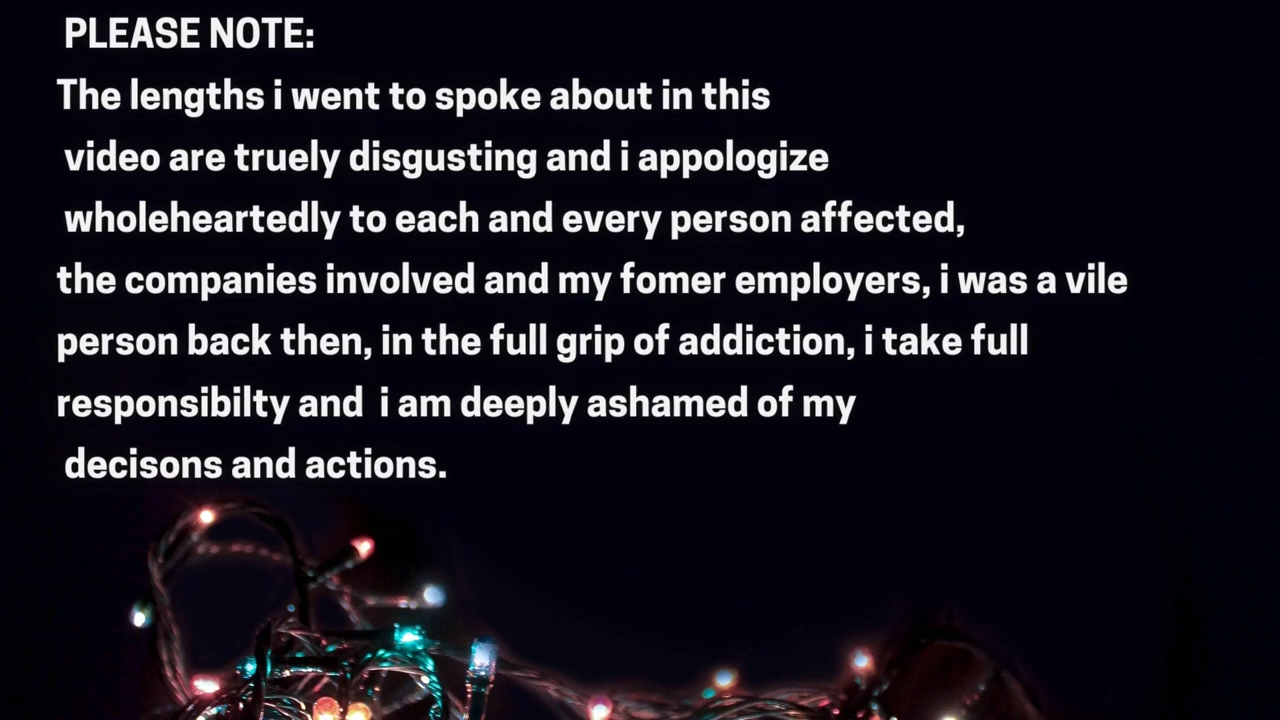 PLEASE NOTE:
The lengths i went to spoke about in this
video are truely disgusting and i appologize
wholeheartedly to each and every person affected,
the companies involved and my fomer employers, i was a vile
person back then, in the full grip of addiction, i take full
responsibilty and i am deeply ashamed of my
decisons and actions.